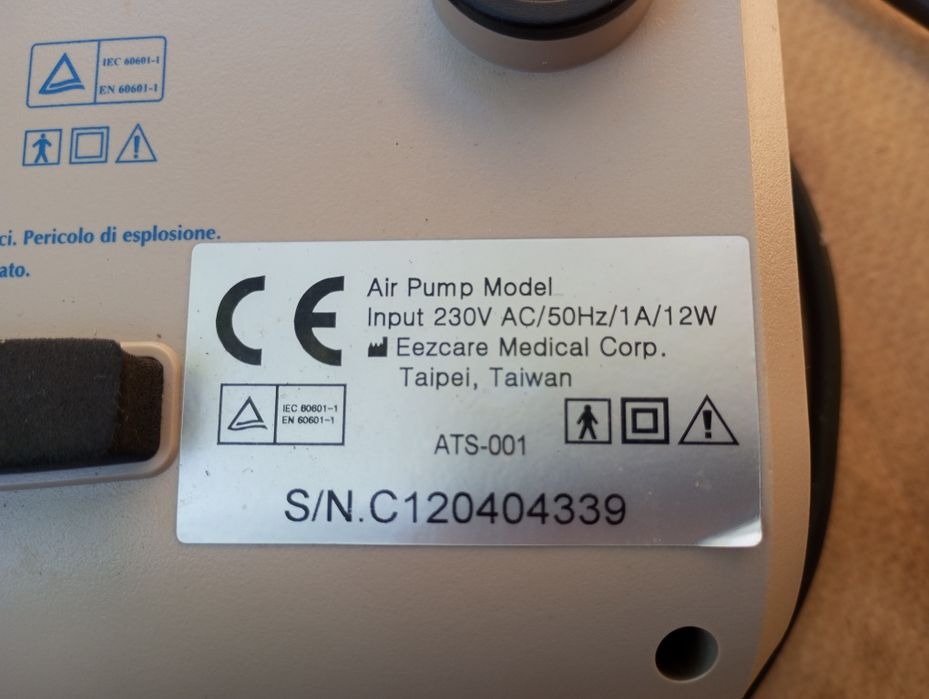 IEC 60601-1
EN 60601-1
ci. Pericolo di esplosione.
ato.
CE
Air Pump Model
Input 230V AC/50Hz/1A/12W
Eezcare Medical Corp.
Taipei, Taiwan
IEC 60601-1
EN 60601-1
ATS-001
S/N.C120404339